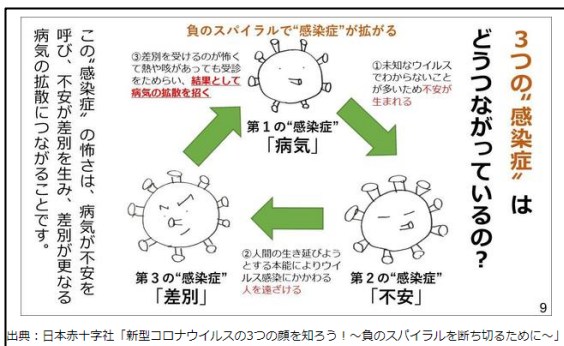 3つの“感染症”は
どうつながっているの？
負のスパイラルで“感染症”が拡がる
①未知なウイルス
でわからないこと
が多いため不安が
生まれる
第１の“感染症”
「病気」
②人間の生き延びよう
とする本能によりウイ
ルス感染にかかわる
人を遠ざける
第２の“感染症”
「不安」
③差別を受けるのが怖く
て熱や咳があっても受診
をためらい、結果として
病気の拡散を招く
第３の“感染症”
「差別」
この“感染症”の怖さは、病気が不安を
呼び、不安が差別を生み、差別が更なる
病気の拡散につながることです。
9
出典：日本赤十字社「新型コロナウイルスの3つの顔を知ろう！～負のスパイラルを断ち切るために～」